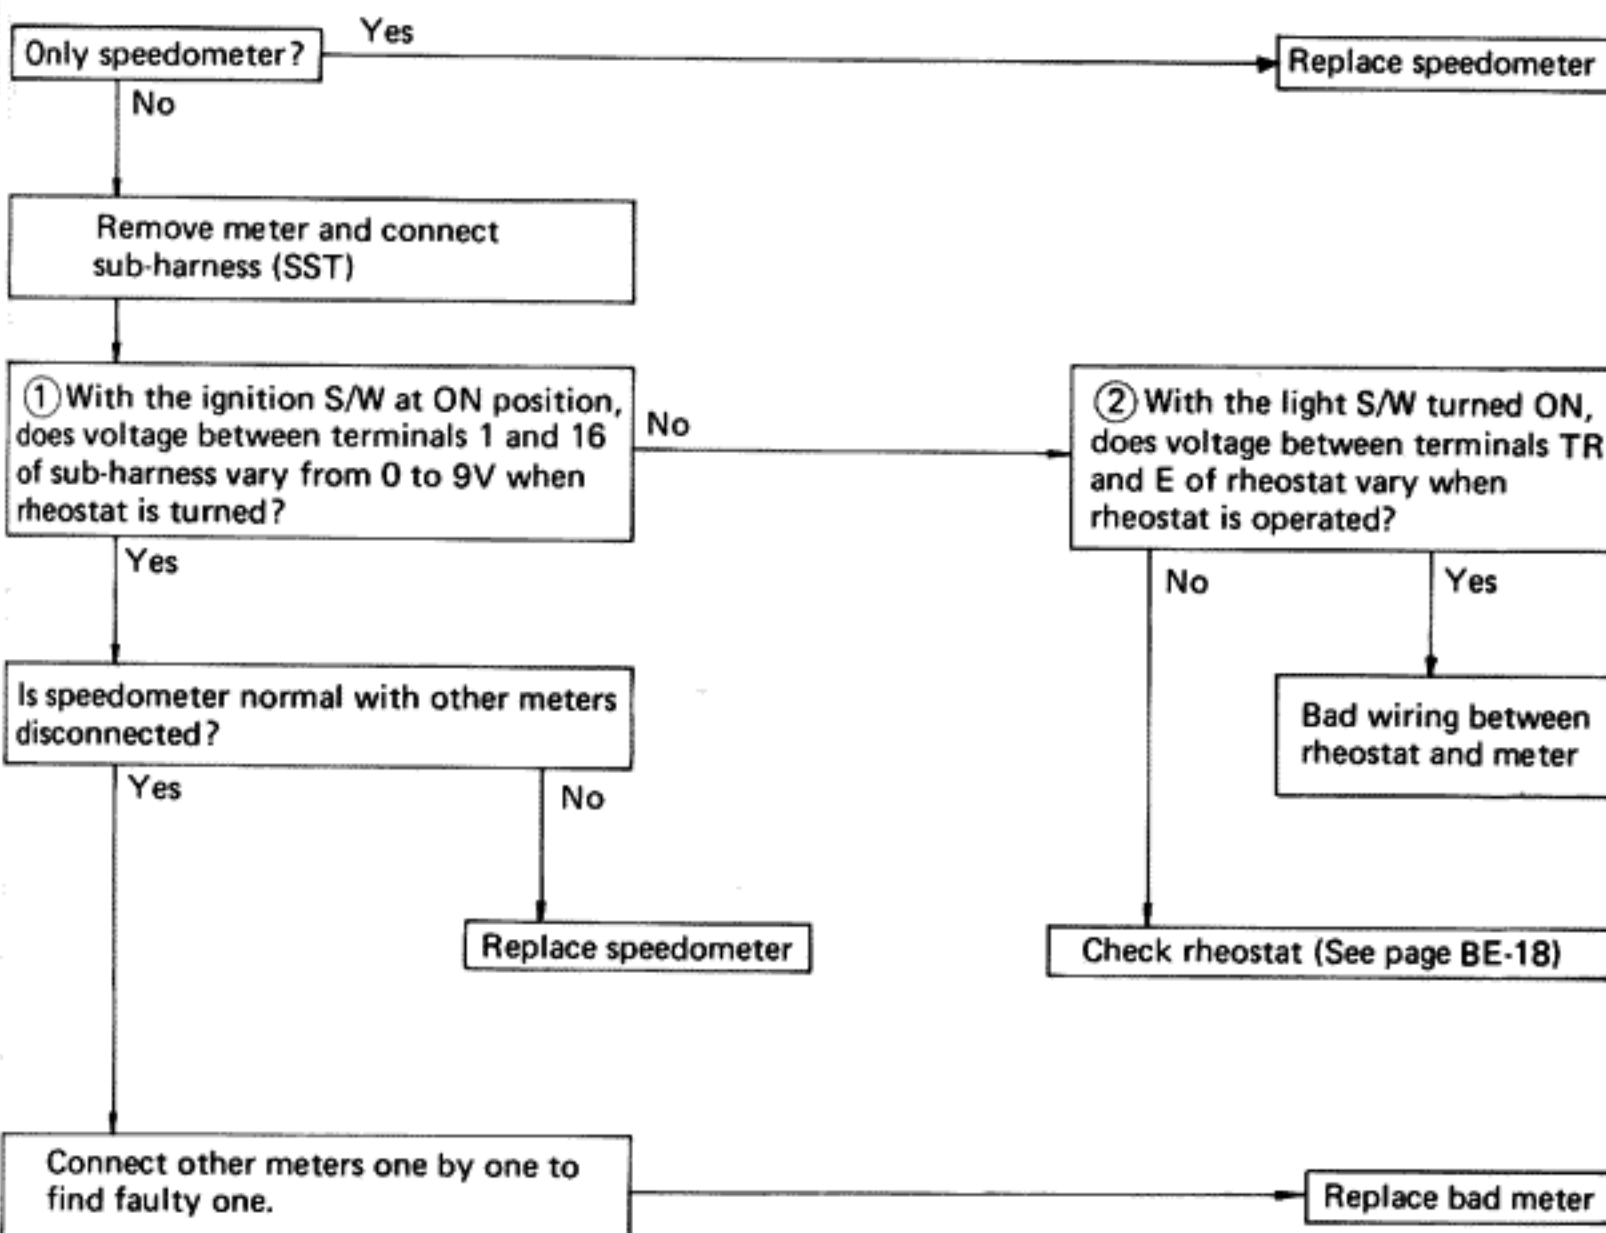 Only speedometer?
Yes
Replace speedometer
No
Remove meter and connect
sub-harness (SST)
① With the ignition S/W at ON position,
does voltage between terminals 1 and 16
of sub-harness vary from 0 to 9V when
rheostat is turned?
No
② With the light S/W turned ON,
does voltage between terminals TR
and E of rheostat vary when
rheostat is operated?
Yes
No
Yes
Is speedometer normal with other meters
disconnected?
Bad wiring between
rheostat and meter
Yes
No
Replace speedometer
Check rheostat (See page BE-18)
Connect other meters one by one to
find faulty one.
Replace bad meter